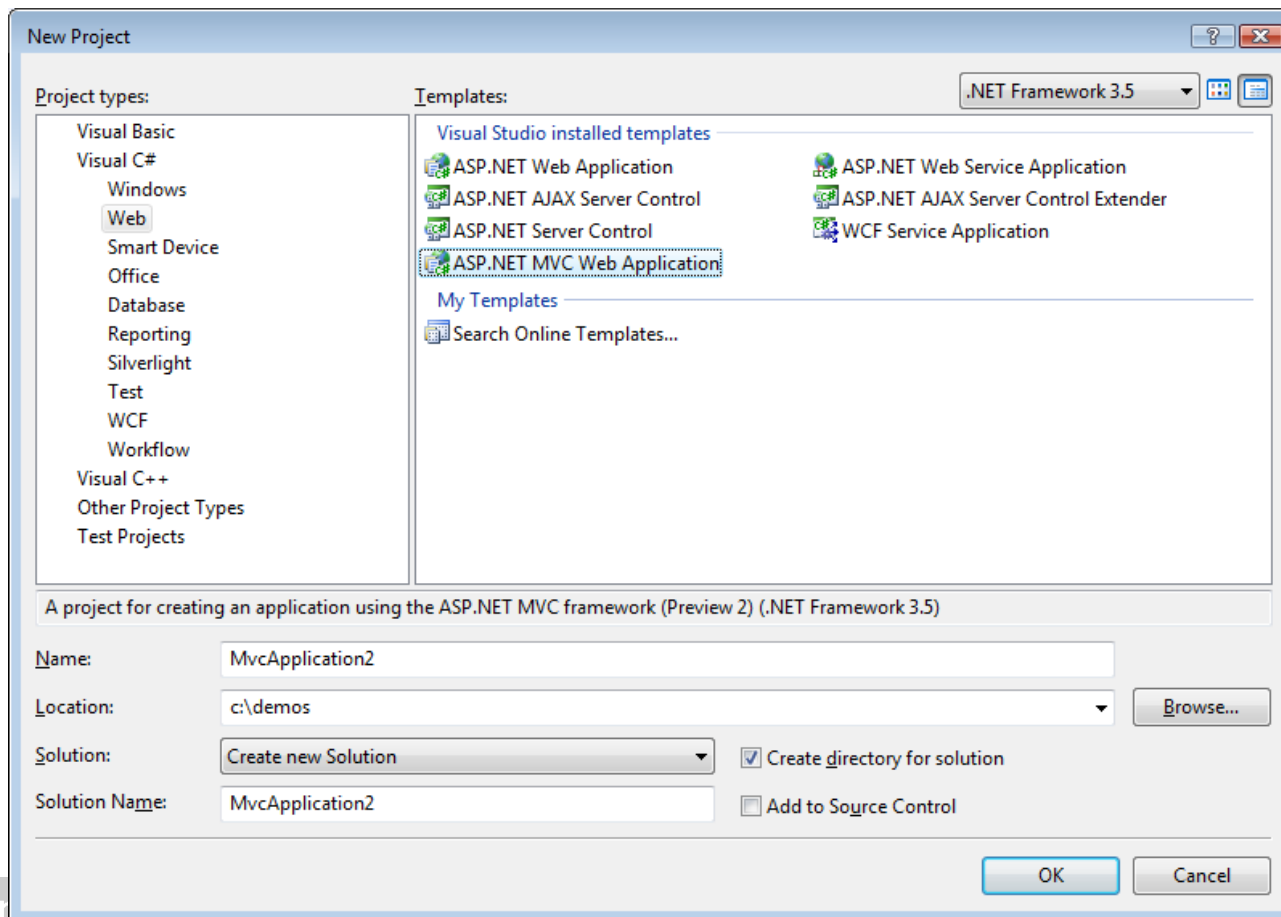 New Project
Project types:
Templates:
.NET Framework 3.5
Visual Basic
Visual C#
Windows
Web
Smart Device
Office
Database
Reporting
Silverlight
Test
WCF
Workflow
Visual C++
Other Project Types
Test Projects
Visual Studio installed templates
ASP.NET Web Application
ASP.NET Web Service Application
ASP.NET AJAX Server Control
ASP.NET AJAX Server Control Extender
ASP.NET Server Control
WCF Service Application
ASP.NET MVC Web Application
My Templates
Search Online Templates...
A project for creating an application using the ASP.NET MVC framework (Preview 2) (.NET Framework 3.5)
Name:
MvcApplication2
Location:
c:\demos
Browse...
Solution:
Create new Solution
Create directory for solution
Solution Name:
MvcApplication2
Add to Source Control
OK
Cancel